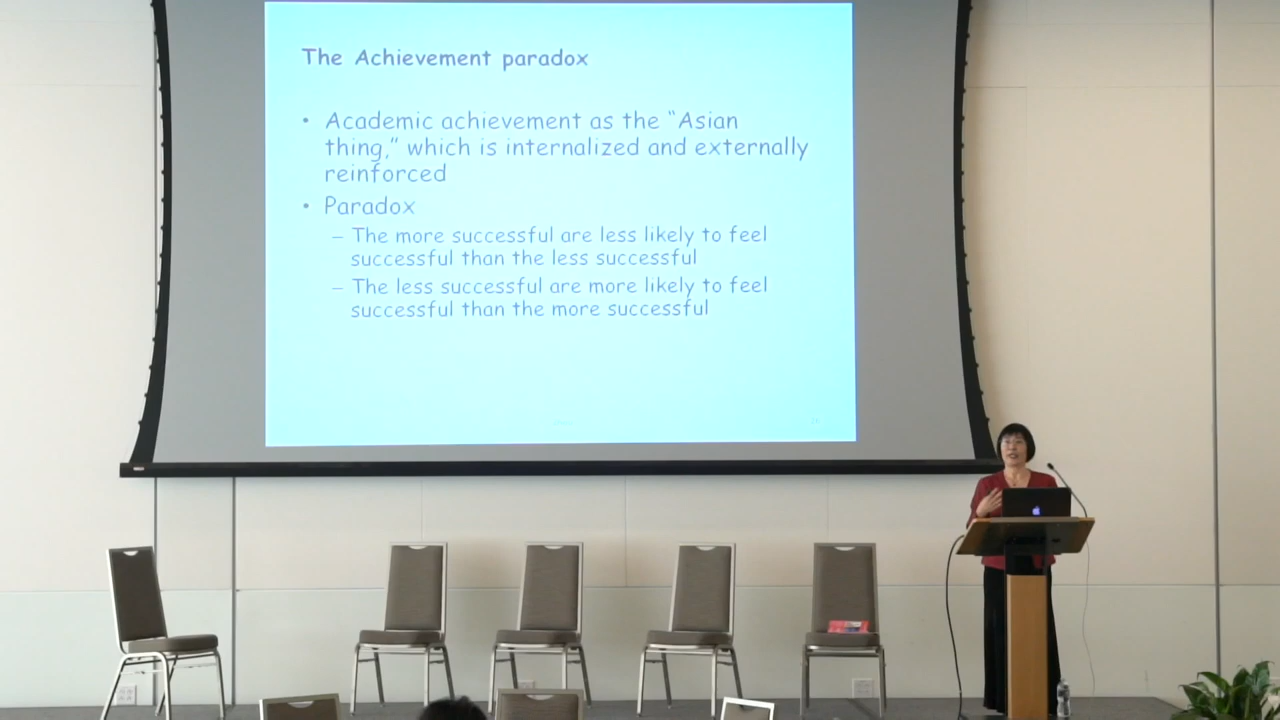 The Achievement paradox
• Academic achievement as the “Asian
thing,” which is internalized and externally
reinforced
• Paradox
– The more successful are less likely to feel
successful than the less successful
– The less successful are more likely to feel
successful than the more successful